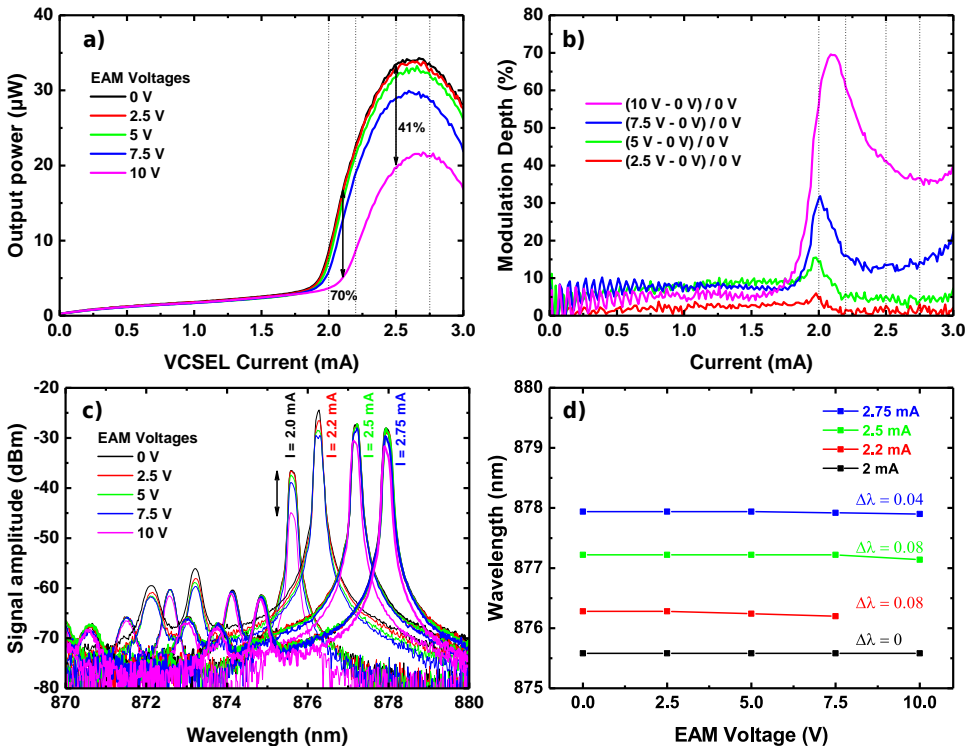 a)
EAM Voltages
0 V
2.5 V
5 V
7.5 V
10 V
41%
70%
Output power (µW)
0
10
20
30
40
0.0
0.5
1.0
1.5
2.0
2.5
3.0
VCSEL Current (mA)
b)
(10 V - 0 V) / 0 V
(7.5 V - 0 V) / 0 V
(5 V - 0 V) / 0 V
(2.5 V - 0 V) / 0 V
Modulation Depth (%)
0
10
20
30
40
50
60
70
80
0.0
0.5
1.0
1.5
2.0
2.5
3.0
Current (mA)
c)
EAM Voltages
0 V
2.5 V
5 V
7.5 V
10 V
I = 2.0 mA
I = 2.2 mA
I = 2.5 mA
I = 2.75 mA
Signal amplitude (dBm)
-20
-30
-40
-50
-60
-70
-80
870
872
874
876
878
880
Wavelength (nm)
d)
2.75 mA
2.5 mA
2.2 mA
2 mA
Δλ = 0.04
Δλ = 0.08
Δλ = 0.08
Δλ = 0
Wavelength (nm)
880
879
878
877
876
875
0.0
2.5
5.0
7.5
10.0
EAM Voltage (V)